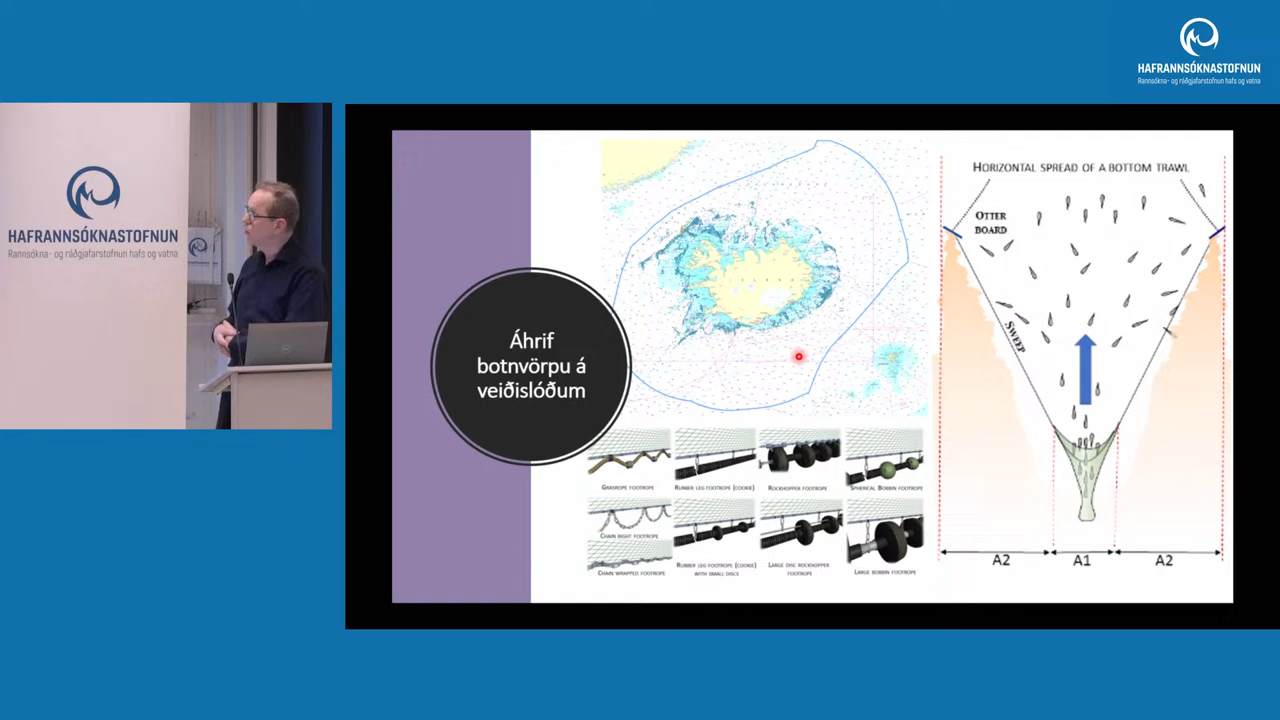 HAFRANNSÓKNASTOFNUN
Rannsókna- og ráðgjafarstofnun hafs og vatna
HAFRANNSÓKNASTOFNUN
Rannsókna- og ráðgjafarstofnun hafs og vatna
Áhrif
botnvörpu á
veiðislóðum
HORIZONTAL SPREAD OF A BOTTOM TRAWL
OTTER
BOARD
SWEEP
A2
A1
A2
GRASROPE FOOTROPE
RUBBER LEG FOOTROPE (COOKIE)
ROCKHOPPER FOOTROPE
SPHERICAL BOBBIN FOOTROPE
CHAIN BIGHT FOOTROPE
CHAIN WRAPPED FOOTROPE
RUBBER LEG FOOTROPE (COOKIE)
WITH SMALL DISCS
LARGE DISC ROCKHOPPER
FOOTROPE
LARGE BOBBIN FOOTROPE